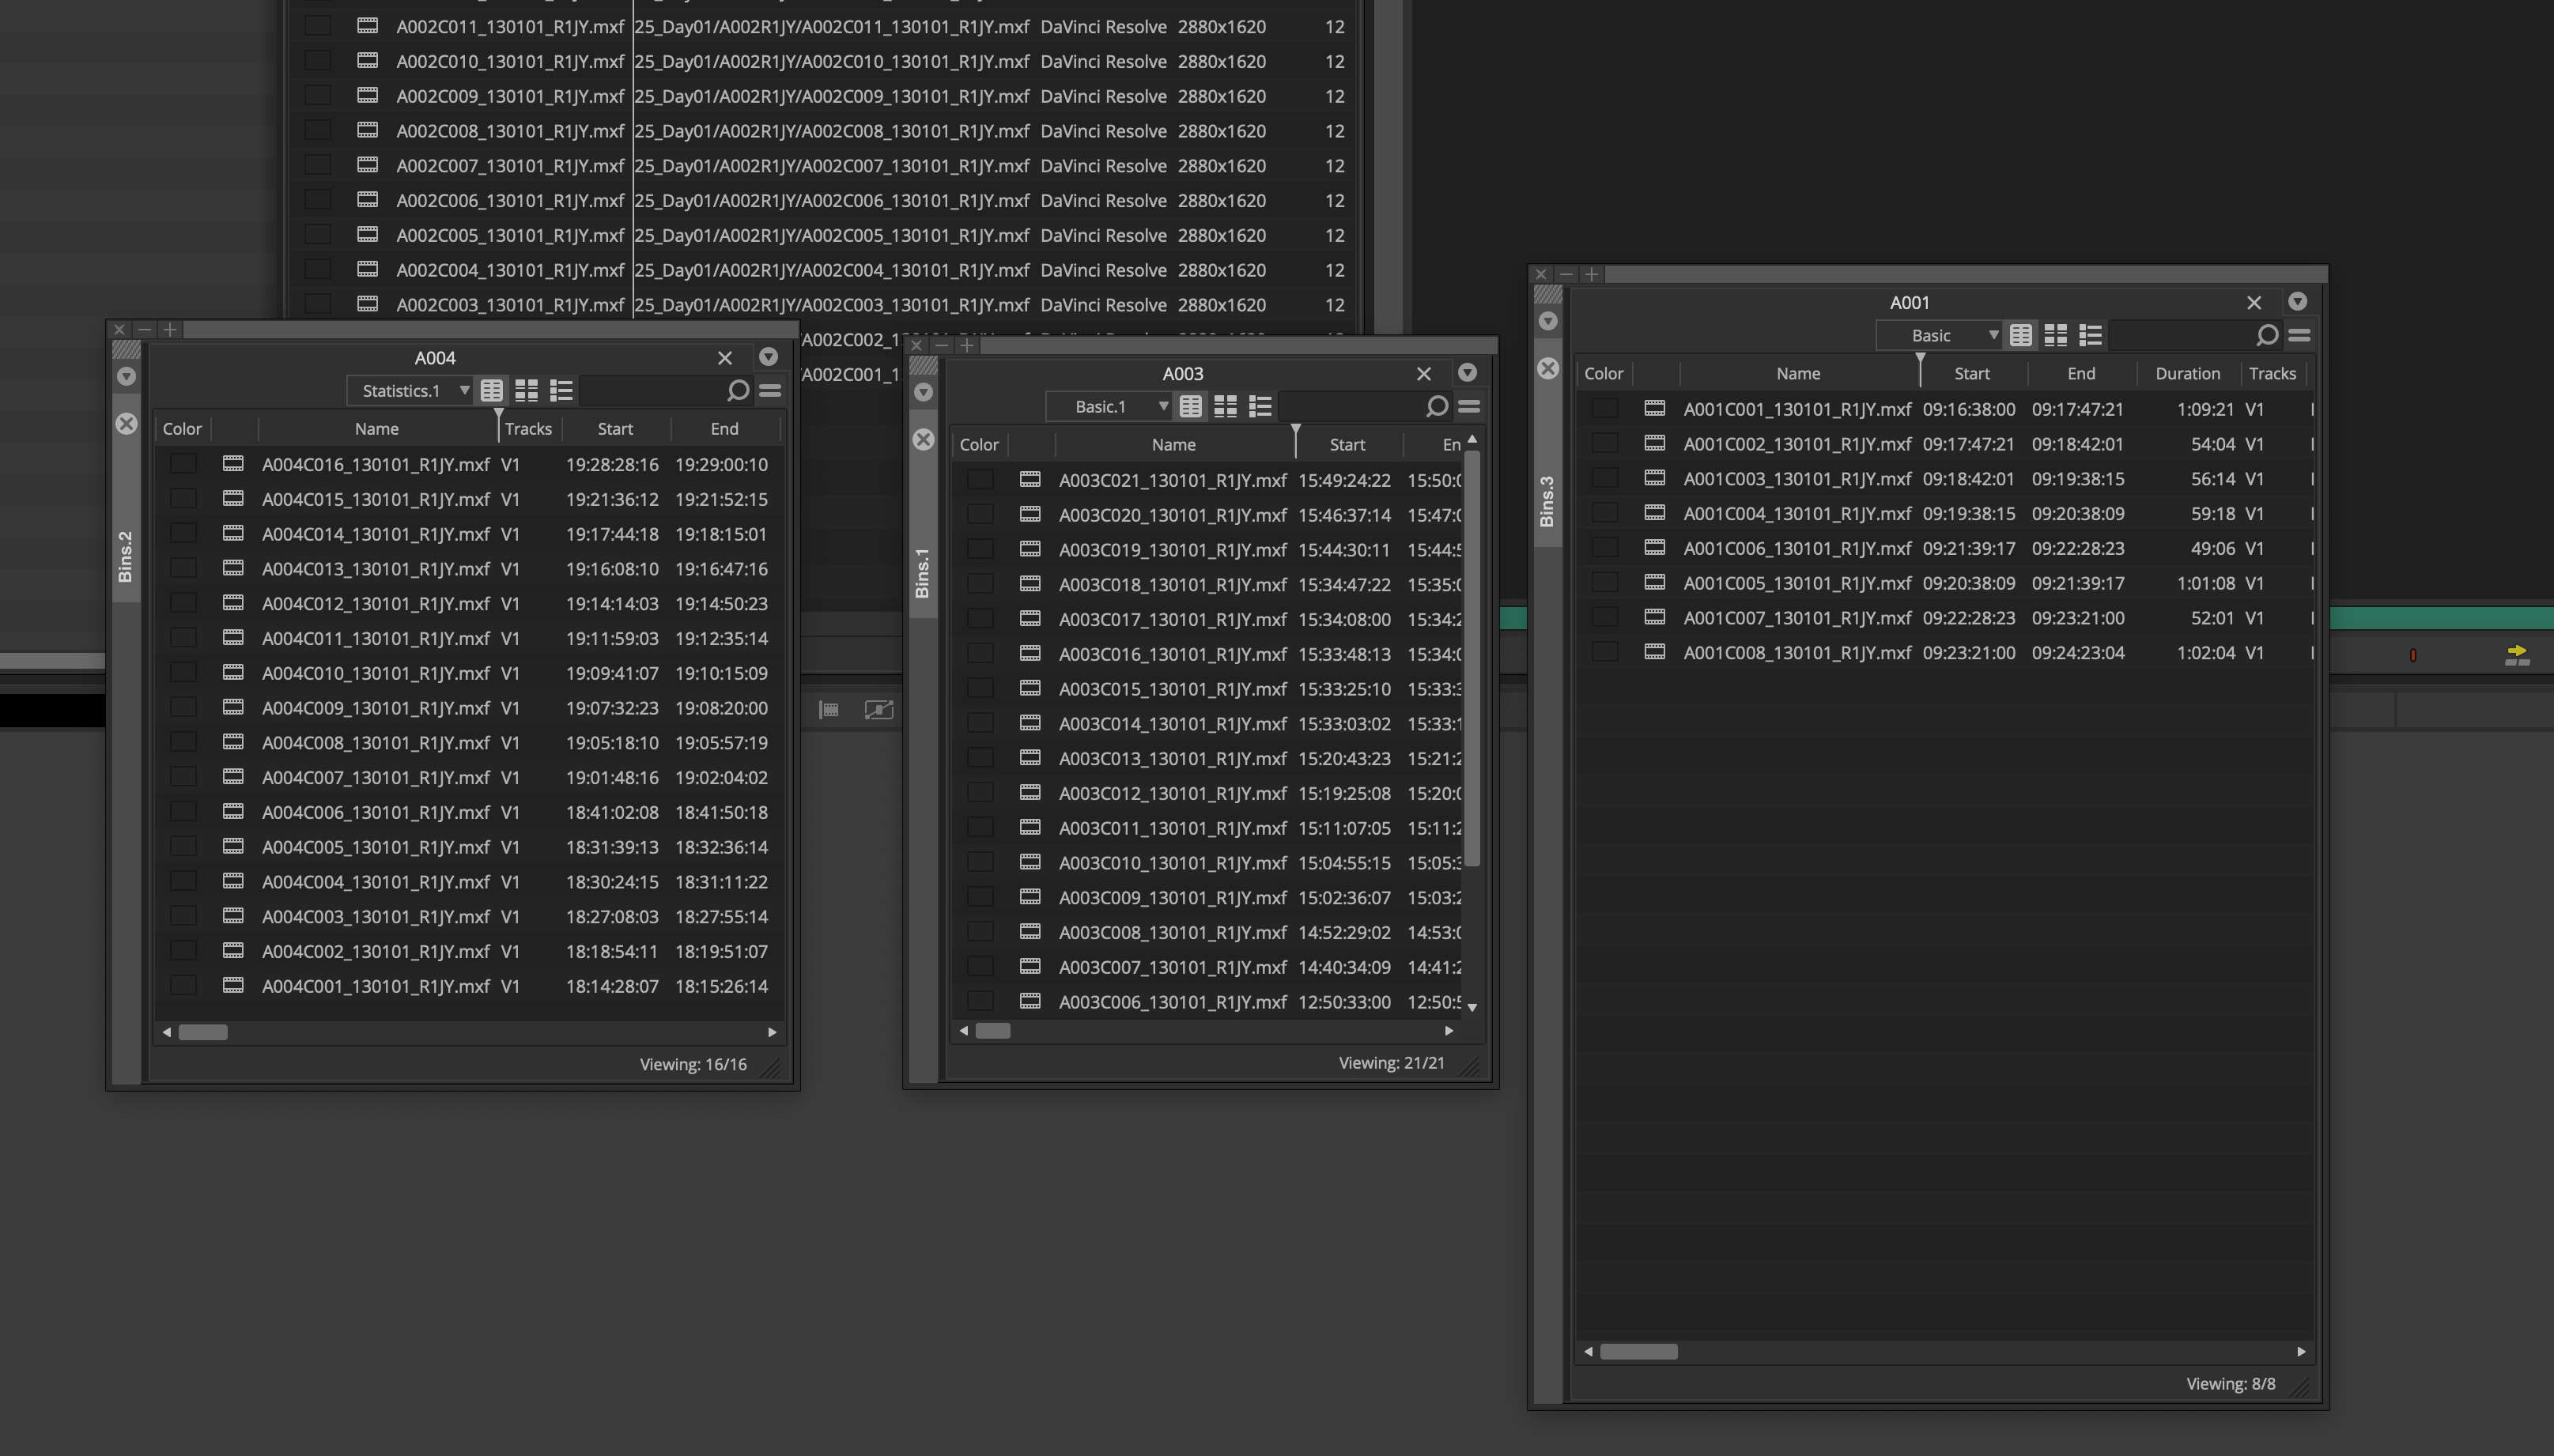 A002C011_130101_R1JY.mxf 25_Day01/A002R1JY/A002C011_130101_R1JY.mxf DaVinci Resolve 2880x1620 12
A002C010_130101_R1JY.mxf 25_Day01/A002R1JY/A002C010_130101_R1JY.mxf DaVinci Resolve 2880x1620 12
A002C009_130101_R1JY.mxf 25_Day01/A002R1JY/A002C009_130101_R1JY.mxf DaVinci Resolve 2880x1620 12
A002C008_130101_R1JY.mxf 25_Day01/A002R1JY/A002C008_130101_R1JY.mxf DaVinci Resolve 2880x1620 12
A002C007_130101_R1JY.mxf 25_Day01/A002R1JY/A002C007_130101_R1JY.mxf DaVinci Resolve 2880x1620 12
A002C006_130101_R1JY.mxf 25_Day01/A002R1JY/A002C006_130101_R1JY.mxf DaVinci Resolve 2880x1620 12
A002C005_130101_R1JY.mxf 25_Day01/A002R1JY/A002C005_130101_R1JY.mxf DaVinci Resolve 2880x1620 12
A002C004_130101_R1JY.mxf 25_Day01/A002R1JY/A002C004_130101_R1JY.mxf DaVinci Resolve 2880x1620 12
A002C003_130101_R1JY.mxf 25_Day01/A002R1JY/A002C003_130101_R1JY.mxf DaVinci Resolve 2880x1620 12
/A002C002_1
/A002C001_1
A004
Statistics.1
Bins.2
Color Name Tracks Start End
A004C016_130101_R1JY.mxf V1 19:28:28:16 19:29:00:10
A004C015_130101_R1JY.mxf V1 19:21:36:12 19:21:52:15
A004C014_130101_R1JY.mxf V1 19:17:44:18 19:18:15:01
A004C013_130101_R1JY.mxf V1 19:16:08:10 19:16:47:16
A004C012_130101_R1JY.mxf V1 19:14:14:03 19:14:50:23
A004C011_130101_R1JY.mxf V1 19:11:59:03 19:12:35:14
A004C010_130101_R1JY.mxf V1 19:09:41:07 19:10:15:09
A004C009_130101_R1JY.mxf V1 19:07:32:23 19:08:20:00
A004C008_130101_R1JY.mxf V1 19:05:18:10 19:05:57:19
A004C007_130101_R1JY.mxf V1 19:01:48:16 19:02:04:02
A004C006_130101_R1JY.mxf V1 18:41:02:08 18:41:50:18
A004C005_130101_R1JY.mxf V1 18:31:39:13 18:32:36:14
A004C004_130101_R1JY.mxf V1 18:30:24:15 18:31:11:22
A004C003_130101_R1JY.mxf V1 18:27:08:03 18:27:55:14
A004C002_130101_R1JY.mxf V1 18:18:54:11 18:19:51:07
A004C001_130101_R1JY.mxf V1 18:14:28:07 18:15:26:14
Viewing: 16/16
A003
Basic.1
Bins.1
Color Name Start En
A003C021_130101_R1JY.mxf 15:49:24:22 15:50:0
A003C020_130101_R1JY.mxf 15:46:37:14 15:47:0
A003C019_130101_R1JY.mxf 15:44:30:11 15:44:5
A003C018_130101_R1JY.mxf 15:34:47:22 15:35:0
A003C017_130101_R1JY.mxf 15:34:08:00 15:34:2
A003C016_130101_R1JY.mxf 15:33:48:13 15:34:0
A003C015_130101_R1JY.mxf 15:33:25:10 15:33:3
A003C014_130101_R1JY.mxf 15:33:03:02 15:33:1
A003C013_130101_R1JY.mxf 15:20:43:23 15:21:2
A003C012_130101_R1JY.mxf 15:19:25:08 15:20:0
A003C011_130101_R1JY.mxf 15:11:07:05 15:11:2
A003C010_130101_R1JY.mxf 15:04:55:15 15:05:3
A003C009_130101_R1JY.mxf 15:02:36:07 15:03:2
A003C008_130101_R1JY.mxf 14:52:29:02 14:53:0
A003C007_130101_R1JY.mxf 14:40:34:09 14:41:2
A003C006_130101_R1JY.mxf 12:50:33:00 12:50:5
Viewing: 21/21
A001
Basic
Bins.3
Color Name Start End Duration Tracks
A001C001_130101_R1JY.mxf 09:16:38:00 09:17:47:21 1:09:21 V1
A001C002_130101_R1JY.mxf 09:17:47:21 09:18:42:01 54:04 V1
A001C003_130101_R1JY.mxf 09:18:42:01 09:19:38:15 56:14 V1
A001C004_130101_R1JY.mxf 09:19:38:15 09:20:38:09 59:18 V1
A001C006_130101_R1JY.mxf 09:21:39:17 09:22:28:23 49:06 V1
A001C005_130101_R1JY.mxf 09:20:38:09 09:21:39:17 1:01:08 V1
A001C007_130101_R1JY.mxf 09:22:28:23 09:23:21:00 52:01 V1
A001C008_130101_R1JY.mxf 09:23:21:00 09:24:23:04 1:02:04 V1
Viewing: 8/8